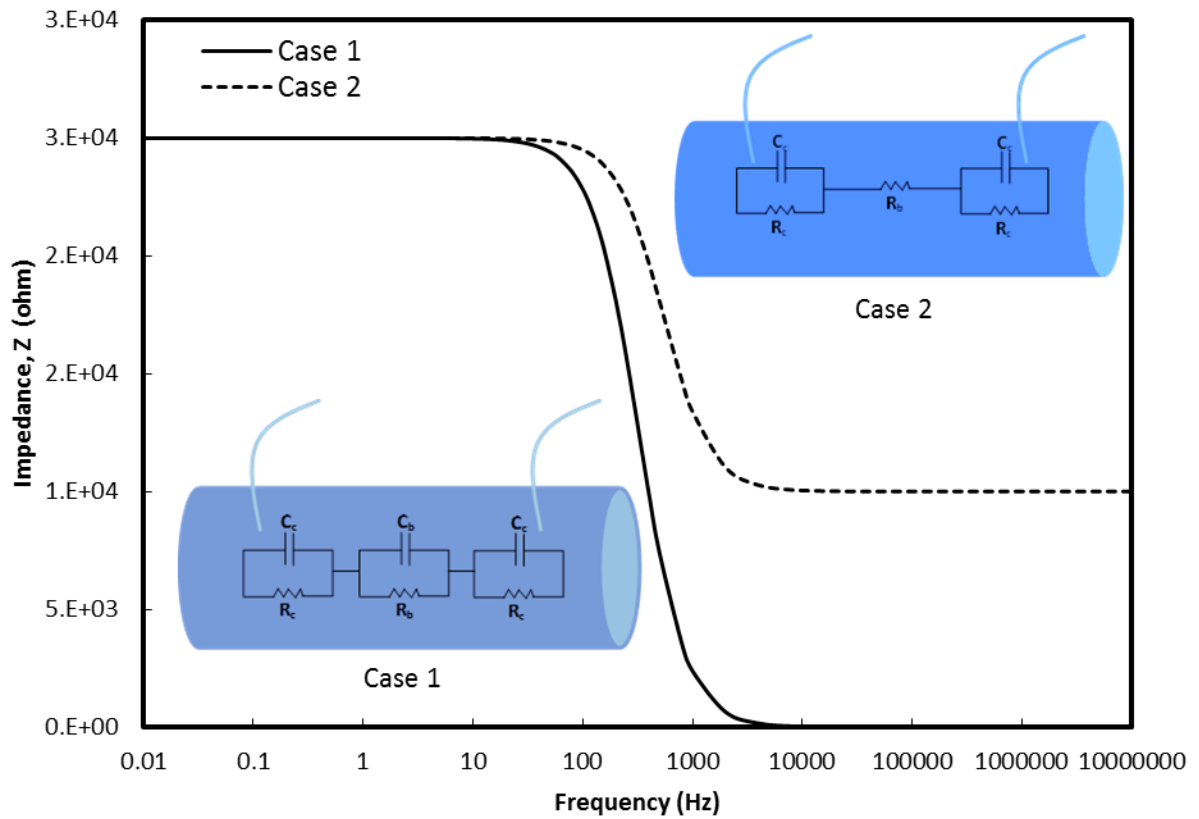 3.E+04
3.E+04
2.E+04
2.E+04
1.E+04
5.E+03
0.E+00
Impedance, Z (ohm)
Case 1
Case 2
Cc
Cc
Rb
Rc
Rc
Case 2
Cc
Cb
Cc
Rc
Rb
Rc
Case 1
0.01
0.1
1
10
100
1000
10000
100000
1000000
10000000
Frequency (Hz)